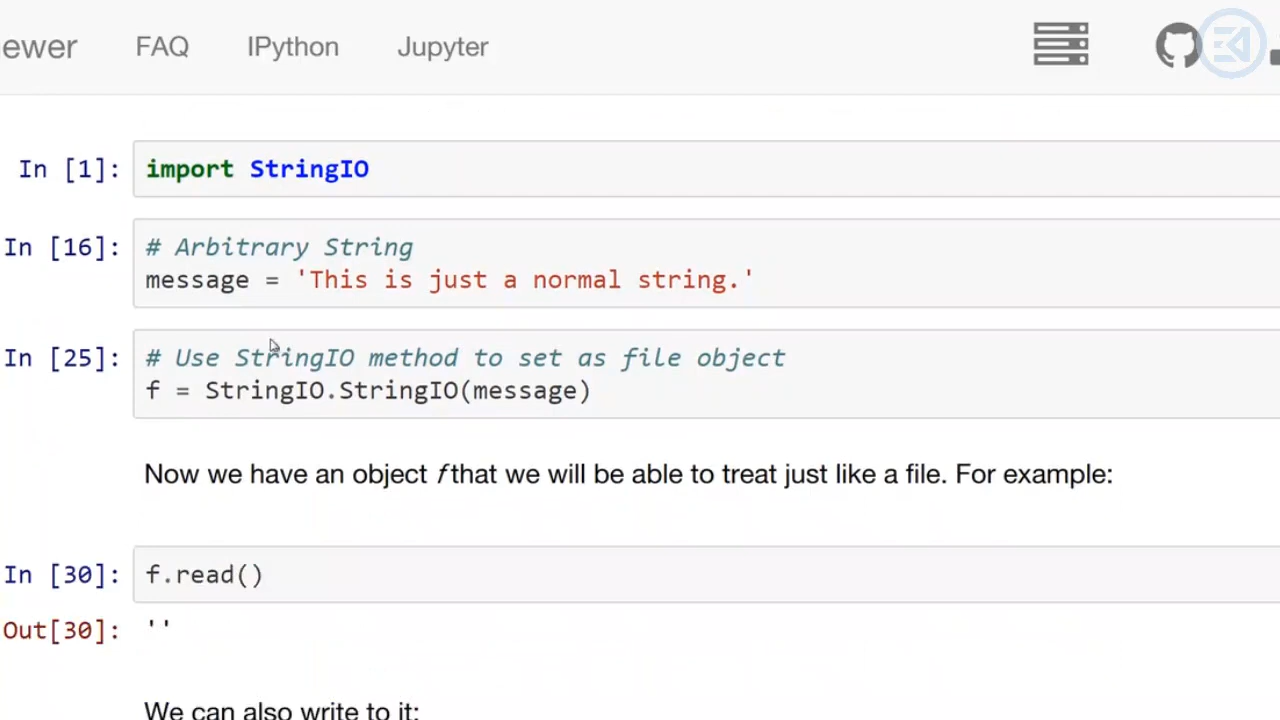 ewer FAQ IPython Jupyter
In [1]: import StringIO
In [16]: # Arbitrary String
message = 'This is just a normal string.'
In [25]: # Use StringIO method to set as file object
f = StringIO.StringIO(message)
Now we have an object f that we will be able to treat just like a file. For example:
In [30]: f.read()
Out[30]: ''
We can also write to it: